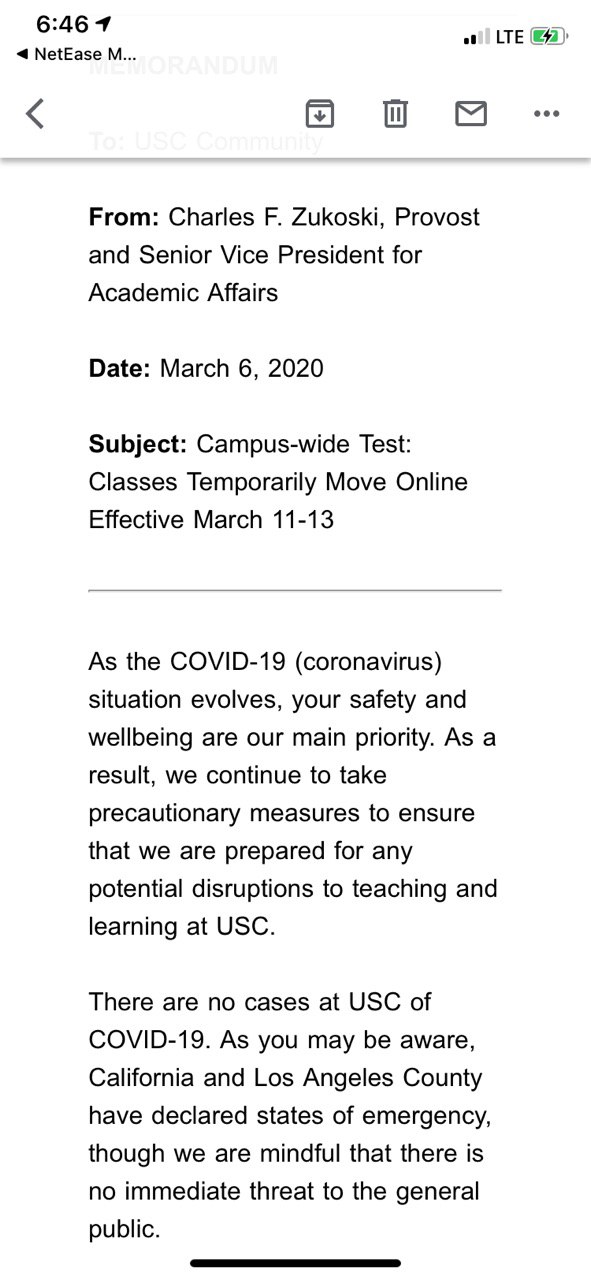 6:46
LTE
◀ NetEase M...
MEMORANDUM
To: USC Community
From: Charles F. Zukoski, Provost
and Senior Vice President for
Academic Affairs
Date: March 6, 2020
Subject: Campus-wide Test:
Classes Temporarily Move Online
Effective March 11-13
As the COVID-19 (coronavirus)
situation evolves, your safety and
wellbeing are our main priority. As a
result, we continue to take
precautionary measures to ensure
that we are prepared for any
potential disruptions to teaching and
learning at USC.
There are no cases at USC of
COVID-19. As you may be aware,
California and Los Angeles County
have declared states of emergency,
though we are mindful that there is
no immediate threat to the general
public.